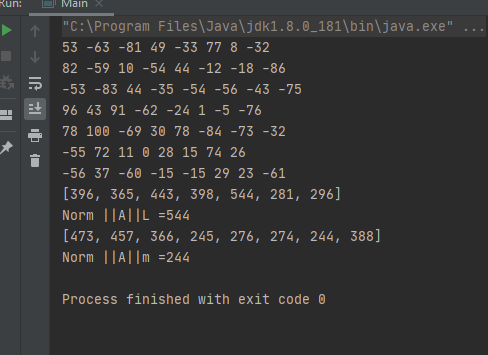 Run:
Main
"C:\Program Files\Java\jdk1.8.0_181\bin\java.exe" ...
53 -63 -81 49 -33 77 8 -32
82 -59 10 -54 44 -12 -18 -86
-53 -83 44 -35 -54 -56 -43 -75
96 43 91 -62 -24 1 -5 -76
78 100 -69 30 78 -84 -73 -32
-55 72 11 0 28 15 74 26
-56 37 -60 -15 -15 29 23 -61
[396, 365, 443, 398, 544, 281, 296]
Norm ||A||L =544
[473, 457, 366, 245, 276, 274, 244, 388]
Norm ||A||m =244
Process finished with exit code 0